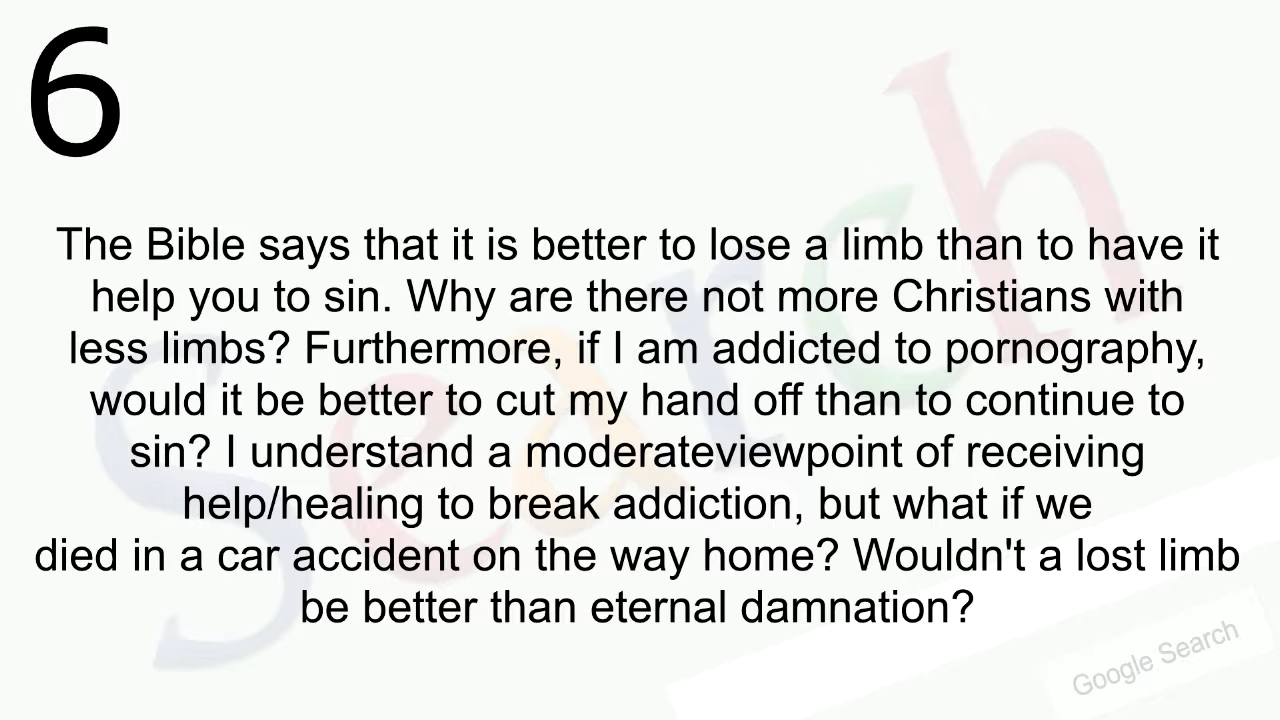 6
The Bible says that it is better to lose a limb than to have it
help you to sin. Why are there not more Christians with
less limbs? Furthermore, if I am addicted to pornography,
would it be better to cut my hand off than to continue to
sin? I understand a moderateviewpoint of receiving
help/healing to break addiction, but what if we
died in a car accident on the way home? Wouldn't a lost limb
be better than eternal damnation?
Search
Google Search